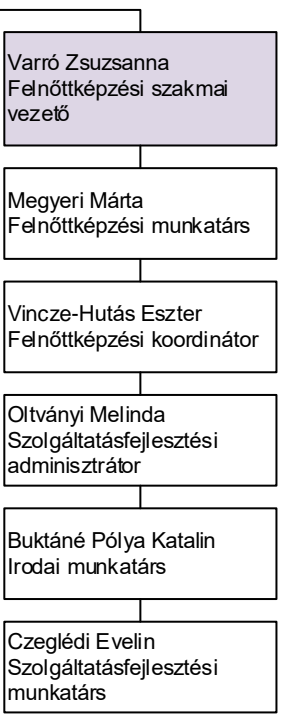 Varró Zsuzsanna
Felnőttképzési szakmai
vezető
Megyeri Márta
Felnőttképzési munkatárs
Vincze-Hutás Eszter
Felnőttképzési koordinátor
Oltványi Melinda
Szolgáltatásfejlesztési
adminisztrátor
Buktáné Pólya Katalin
Irodai munkatárs
Czeglédi Evelin
Szolgáltatásfejlesztési
munkatárs